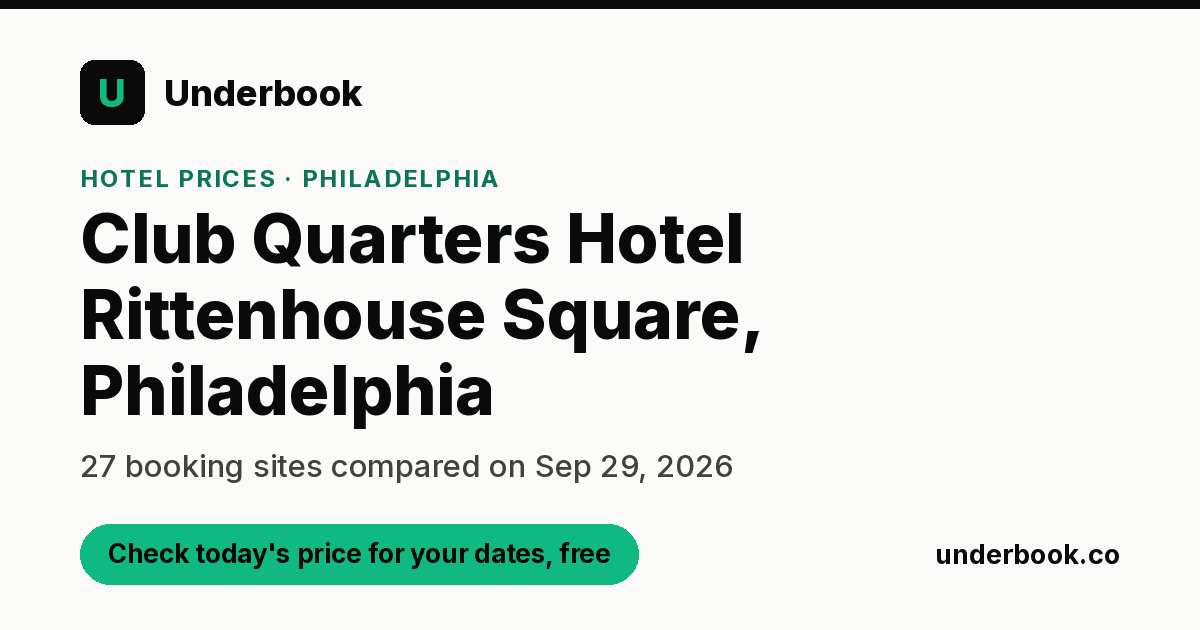 U Underbook
HOTEL PRICES · PHILADELPHIA
Club Quarters Hotel
Rittenhouse Square,
Philadelphia
27 booking sites compared on Sep 29, 2026
Check today's price for your dates, free
underbook.co